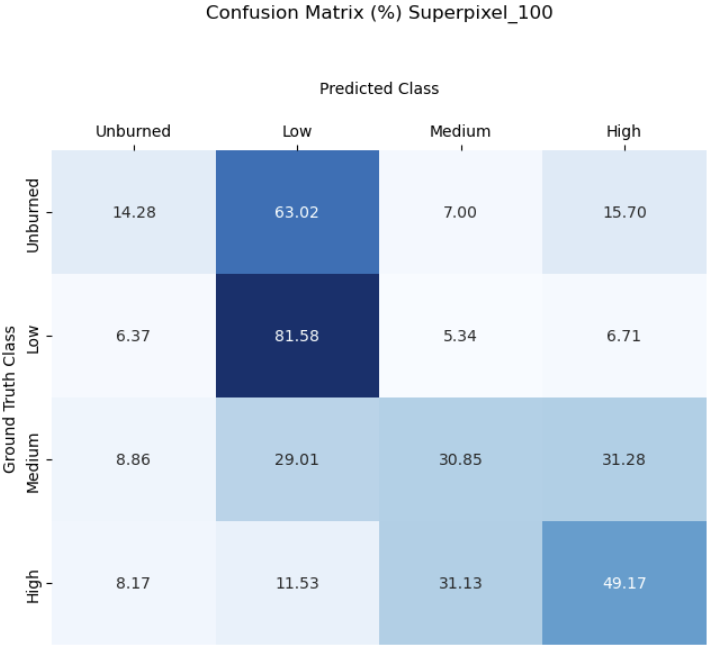 Confusion Matrix (%) Superpixel_100
Predicted Class
Unburned Low Medium High
Ground Truth Class
Unburned 14.28 63.02 7.00 15.70
Low 6.37 81.58 5.34 6.71
Medium 8.86 29.01 30.85 31.28
High 8.17 11.53 31.13 49.17